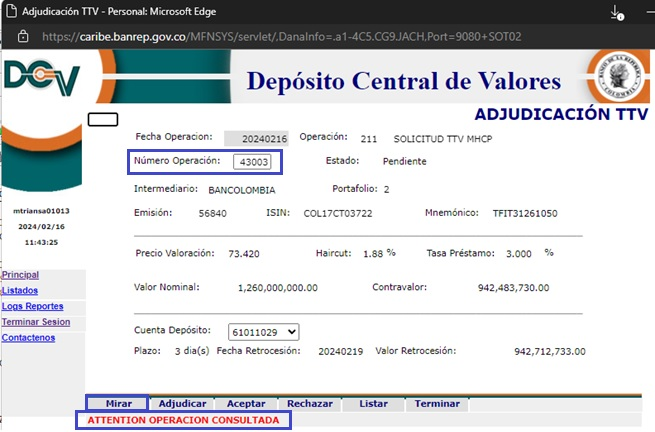 Adjudicación TTV - Personal: Microsoft Edge
https://caribe.banrep.gov.co/MFNSYS/servlet/,DanaInfo=.a1-4C5.CG9JACH,Port=9080+SOT02
DCV
Depósito Central de Valores
ADJUDICACIÓN TTV
Fecha Operacion: 20240216 Operación: 211 SOLICITUD TTV MHCP
Número Operación: 43003 Estado: Pendiente
Intermediario: BANCOLOMBIA Portafolio: 2
mtriansa01013
2024/02/16
11:43:25
Emisión: 56840 ISIN: COL17CT03722 Mnemónico: TFIT31261050
Precio Valoración: 73.420 Haircut: 1.88 % Tasa Préstamo: 3.000 %
Principal
Listados
Logs Reportes
Terminar Sesion
Contactenos
Valor Nominal: 1,260,000,000.00 Contravalor: 942,483,730.00
Cuenta Depósito: 61011029
Plazo: 3 dia(s) Fecha Retrocesión: 20240219 Valor Retrocesión: 942,712,733.00
Mirar Adjudicar Aceptar Rechazar Listar Terminar
ATTENTION OPERACION CONSULTADA